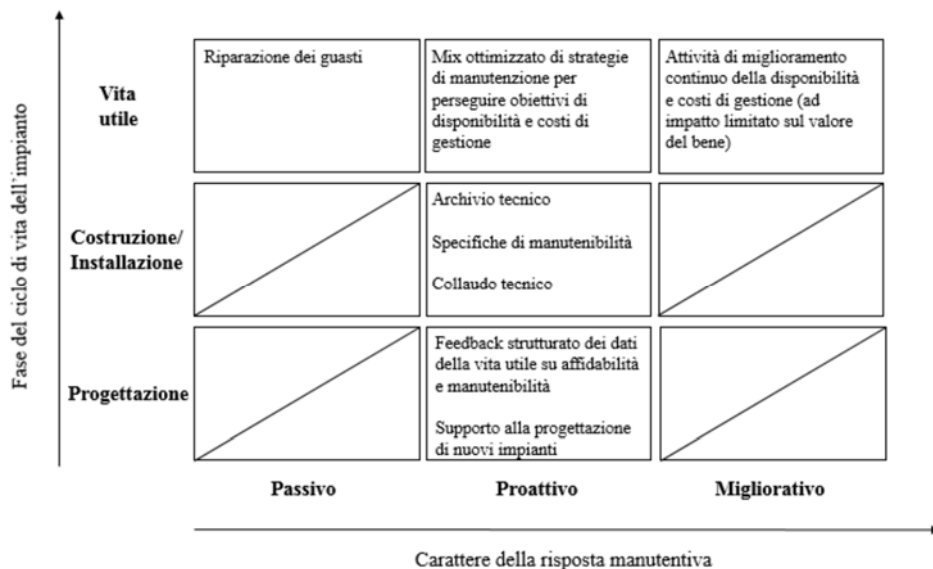 Fase del ciclo di vita dell'impianto
Vita
utile
Riparazione dei guasti
Mix ottimizzato di strategie
di manutenzione per
perseguire obiettivi di
disponibilità e costi di
gestione
Attività di miglioramento
continuo della disponibilità
e costi di gestione (ad
impatto limitato sul valore
del bene)
Costruzione/
Installazione
Archivio tecnico
Specifiche di manutenibilità
Collaudo tecnico
Progettazione
Feedback strutturato dei dati
della vita utile su affidabilità
e manutenibilità
Supporto alla progettazione
di nuovi impianti
Passivo
Proattivo
Migliorativo
Carattere della risposta manutentiva